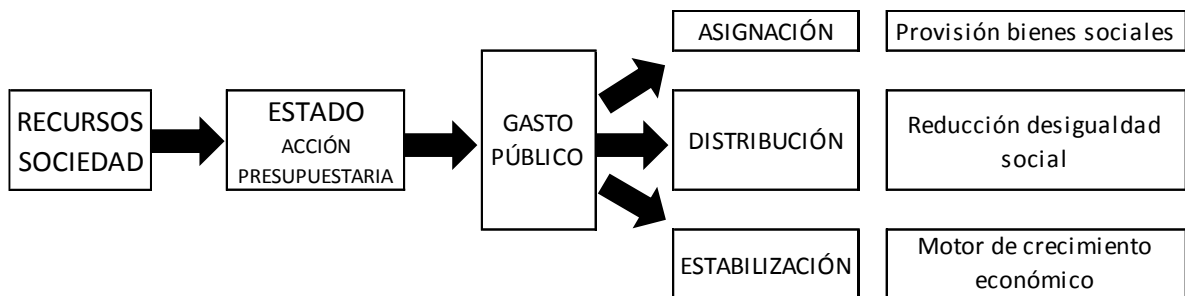 RECURSOS
SOCIEDAD
ESTADO
ACCIÓN
PRESUPUESTARIA
GASTO
PÚBLICO
ASIGNACIÓN
Provisión bienes sociales
DISTRIBUCIÓN
Reducción desigualdad
social
ESTABILIZACIÓN
Motor de crecimiento
económico